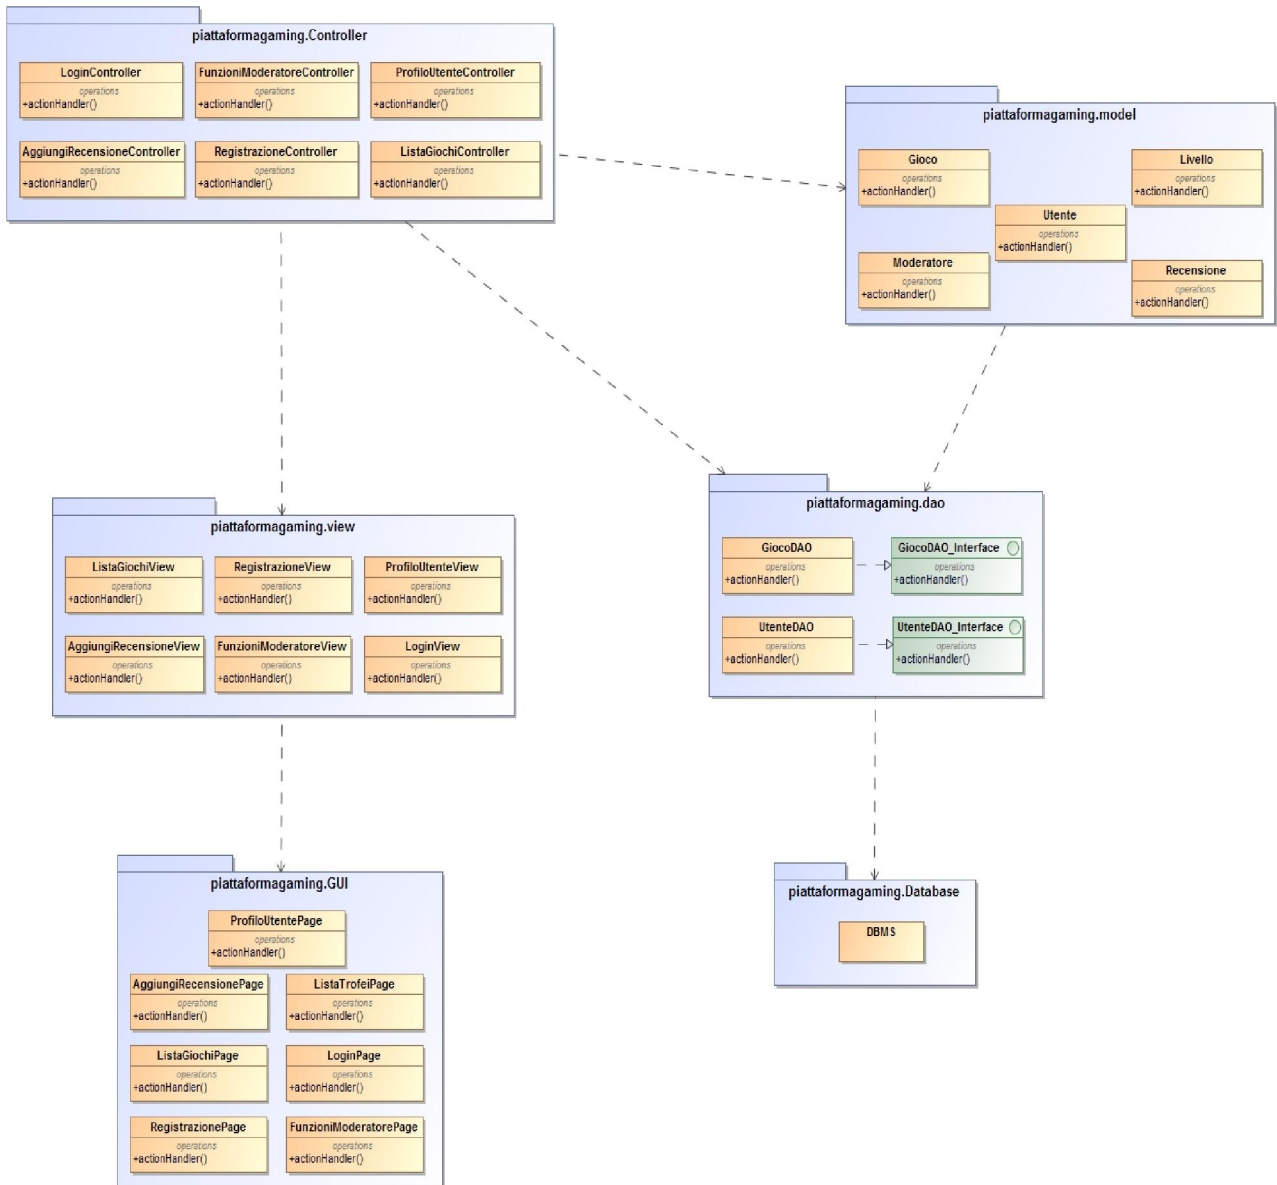 piattaformagaming.Controller
LoginController
operations
+actionHandler()
FunzioniModeratoreController
operations
+actionHandler()
ProfiloUtenteController
operations
+actionHandler()
AggiungiRecensioneController
operations
+actionHandler()
RegistrazioneController
operations
+actionHandler()
ListaGiochiController
operations
+actionHandler()
piattaformagaming.model
Gioco
operations
+actionHandler()
Livello
operations
+actionHandler()
Utente
operations
+actionHandler()
Moderatore
operations
+actionHandler()
Recensione
operations
+actionHandler()
piattaformagaming.view
ListaGiochiView
operations
+actionHandler()
RegistrazioneView
operations
+actionHandler()
ProfiloUtenteView
operations
+actionHandler()
AggiungiRecensioneView
operations
+actionHandler()
FunzioniModeratoreView
operations
+actionHandler()
LoginView
operations
+actionHandler()
piattaformagaming.dao
GiocoDAO
operations
+actionHandler()
GiocoDAO_Interface
operations
+actionHandler()
UtenteDAO
operations
+actionHandler()
UtenteDAO_Interface
operations
+actionHandler()
piattaformagaming.GUI
ProfiloUtentePage
operations
+actionHandler()
AggiungiRecensionePage
operations
+actionHandler()
ListaTrofeiPage
operations
+actionHandler()
ListaGiochiPage
operations
+actionHandler()
LoginPage
operations
+actionHandler()
RegistrazionePage
operations
+actionHandler()
FunzioniModeratorePage
operations
+actionHandler()
piattaformagaming.Database
DBMS